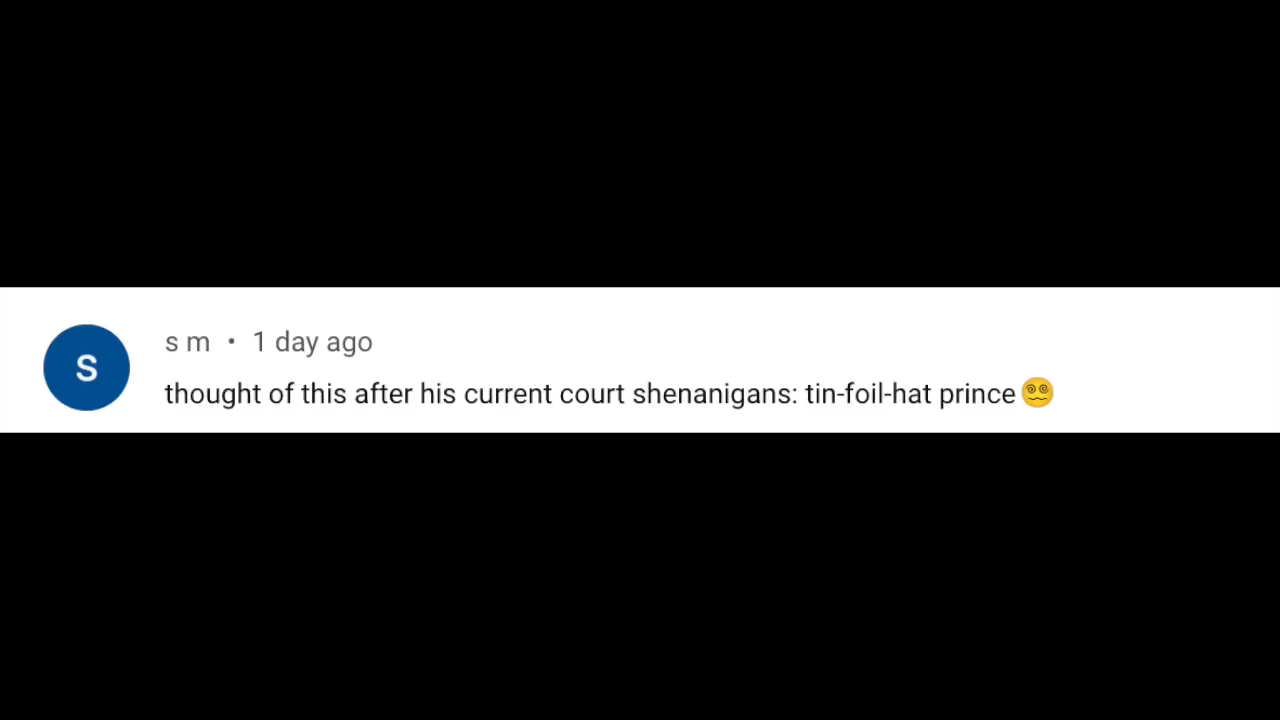 S
s m • 1 day ago
thought of this after his current court shenanigans: tin-foil-hat prince😵‍💫